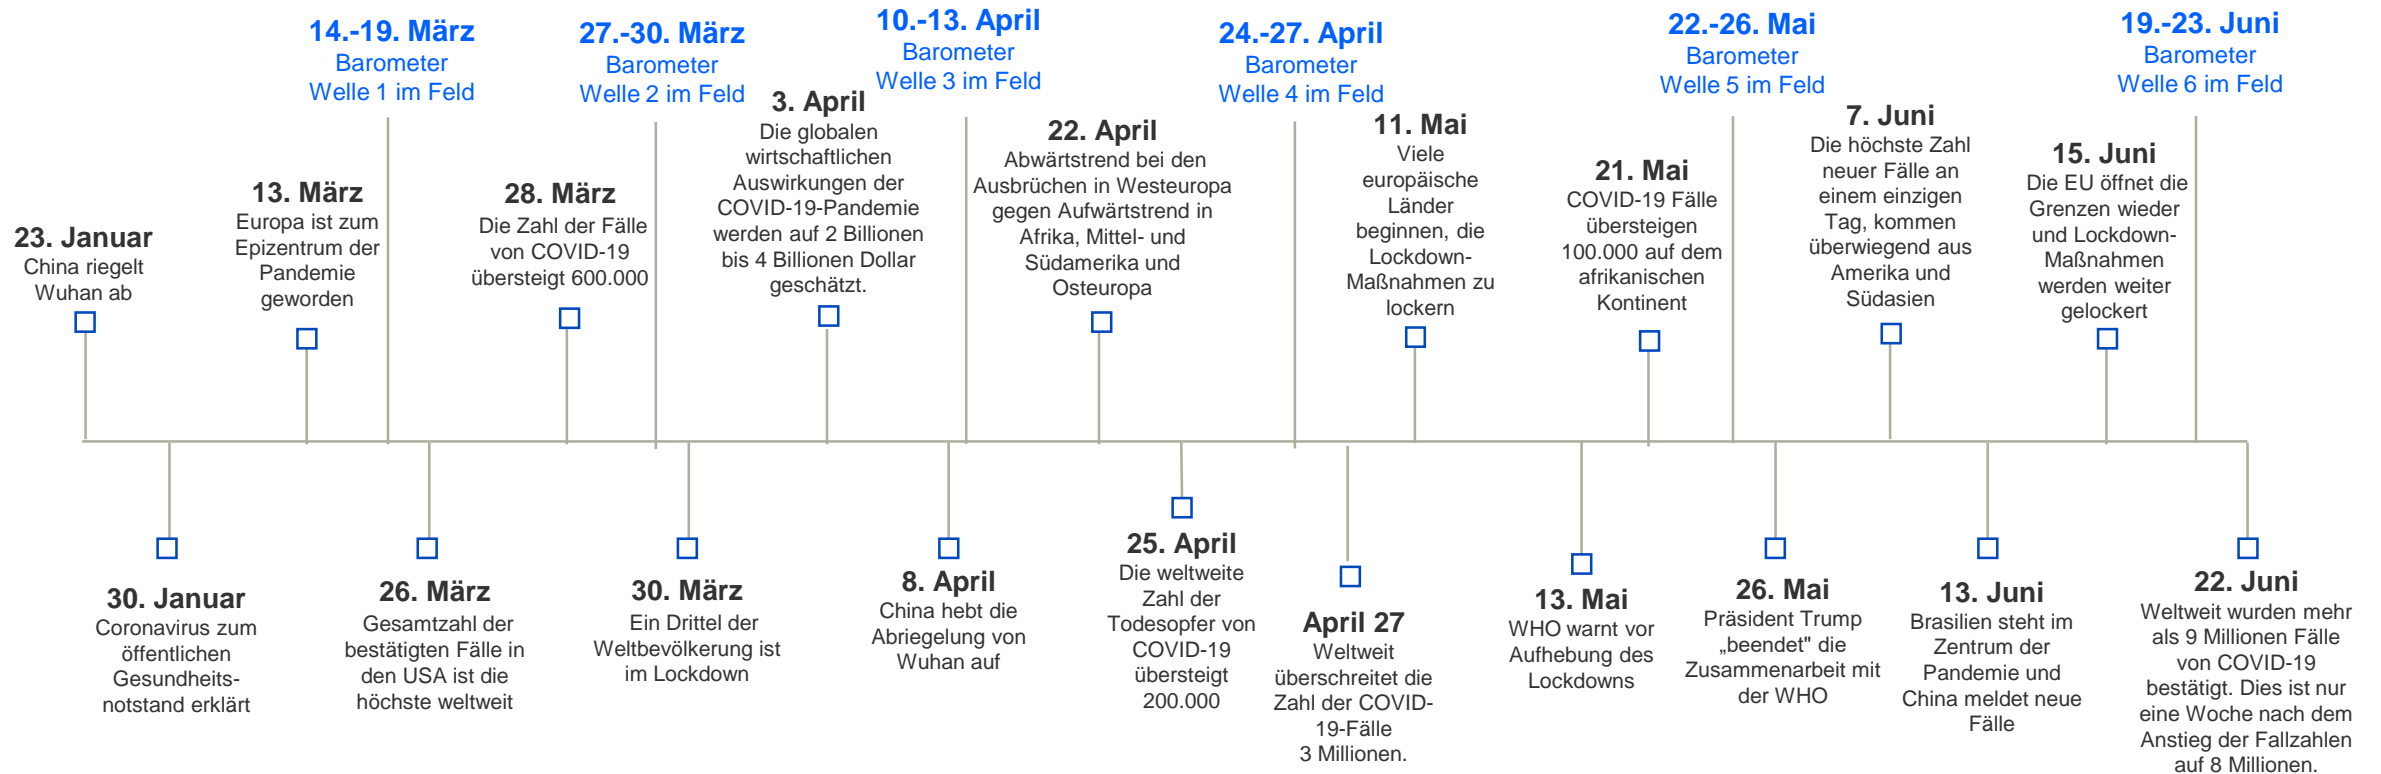 14.-19. März
Barometer
Welle 1 im Feld
27.-30. März
Barometer
Welle 2 im Feld
10.-13. April
Barometer
Welle 3 im Feld
24.-27. April
Barometer
Welle 4 im Feld
22.-26. Mai
Barometer
Welle 5 im Feld
19.-23. Juni
Barometer
Welle 6 im Feld
23. Januar
China riegelt
Wuhan ab
13. März
Europa ist zum
Epizentrum der
Pandemie
geworden
28. März
Die Zahl der Fälle
von COVID-19
übersteigt 600.000
3. April
Die globalen
wirtschaftlichen
Auswirkungen der
COVID-19-Pandemie
werden auf 2 Billionen
bis 4 Billionen Dollar
geschätzt.
22. April
Abwärtstrend bei den
Ausbrüchen in Westeuropa
gegen Aufwärtstrend in
Afrika, Mittel- und
Südamerika und
Osteuropa
11. Mai
Viele
europäische
Länder
beginnen, die
Lockdown-
Maßnahmen zu
lockern
21. Mai
COVID-19 Fälle
übersteigen
100.000 auf dem
afrikanischen
Kontinent
7. Juni
Die höchste Zahl
neuer Fälle an
einem einzigen
Tag, kommen
überwiegend aus
Amerika und
Südasien
15. Juni
Die EU öffnet die
Grenzen wieder
und Lockdown-
Maßnahmen
werden weiter
gelockert
30. Januar
Coronavirus zum
öffentlichen
Gesundheits-
notstand erklärt
26. März
Gesamtzahl der
bestätigten Fälle in
den USA ist die
höchste weltweit
30. März
Ein Drittel der
Weltbevölkerung ist
im Lockdown
8. April
China hebt die
Abriegelung von
Wuhan auf
25. April
Die weltweite
Zahl der
Todesopfer von
COVID-19
übersteigt
200.000
April 27
Weltweit
überschreitet die
Zahl der COVID-
19-Fälle
3 Millionen.
13. Mai
WHO warnt vor
Aufhebung des
Lockdowns
26. Mai
Präsident Trump
„beendet" die
Zusammenarbeit mit
der WHO
13. Juni
Brasilien steht im
Zentrum der
Pandemie und
China meldet neue
Fälle
22. Juni
Weltweit wurden mehr
als 9 Millionen Fälle
von COVID-19
bestätigt. Dies ist nur
eine Woche nach dem
Anstieg der Fallzahlen
auf 8 Millionen.